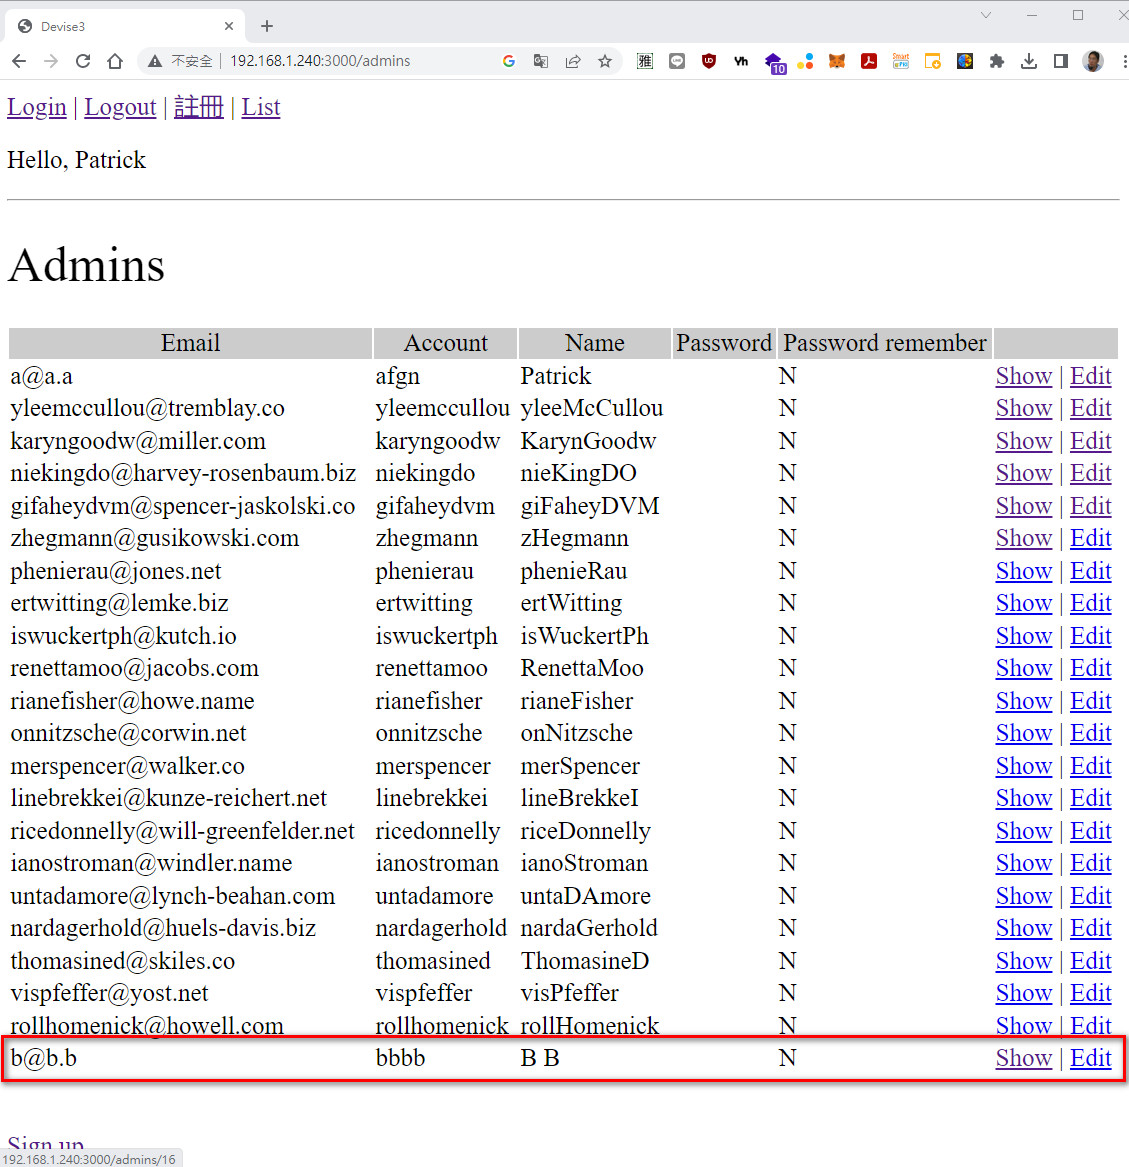 Devise3
不安全 192.168.1.240:3000/admins
10
Login | Logout | 註冊 | List
Hello, Patrick
Admins
Email Account Name Password Password remember
a@a.a afgn Patrick N Show | Edit
yleemccullou@tremblay.co yleemccullou yleeMcCullou N Show | Edit
karyngoodw@miller.com karyngoodw KarynGoodw N Show | Edit
niekingdo@harvey-rosenbaum.biz niekingdo nieKingDO N Show | Edit
gifaheydvm@spencer-jaskolski.co gifaheydvm giFaheyDVM N Show | Edit
zhegmann@gusikowski.com zhegmann zHegmann N Show | Edit
phenierau@jones.net phenierau phenieRau N Show | Edit
ertwitting@lemke.biz ertwitting ertWitting N Show | Edit
iswuckertph@kutch.io iswuckertph isWuckertPh N Show | Edit
renettamoo@jacobs.com renettamoo RenettaMoo N Show | Edit
rianefisher@howe.name rianefisher rianeFisher N Show | Edit
onnitzsche@corwin.net onnitzsche onNitzsche N Show | Edit
merspencer@walker.co merspencer merSpencer N Show | Edit
linebrekkei@kunze-reichert.net linebrekkei lineBrekkeI N Show | Edit
ricedonnelly@will-greenfelder.net ricedonnelly riceDonnelly N Show | Edit
ianostroman@windler.name ianostroman ianoStroman N Show | Edit
untadamore@lynch-beahan.com untadamore untaDAmore N Show | Edit
nardagerhold@huels-davis.biz nardagerhold nardaGerhold N Show | Edit
thomasined@skiles.co thomasined ThomasineD N Show | Edit
vispfeffer@yost.net vispfeffer visPfeffer N Show | Edit
rollhomenick@howell.com rollhomenick rollHomenick N Show | Edit
b@b.b bbbb B B N Show | Edit
Sign up
192.168.1.240:3000/admins/16